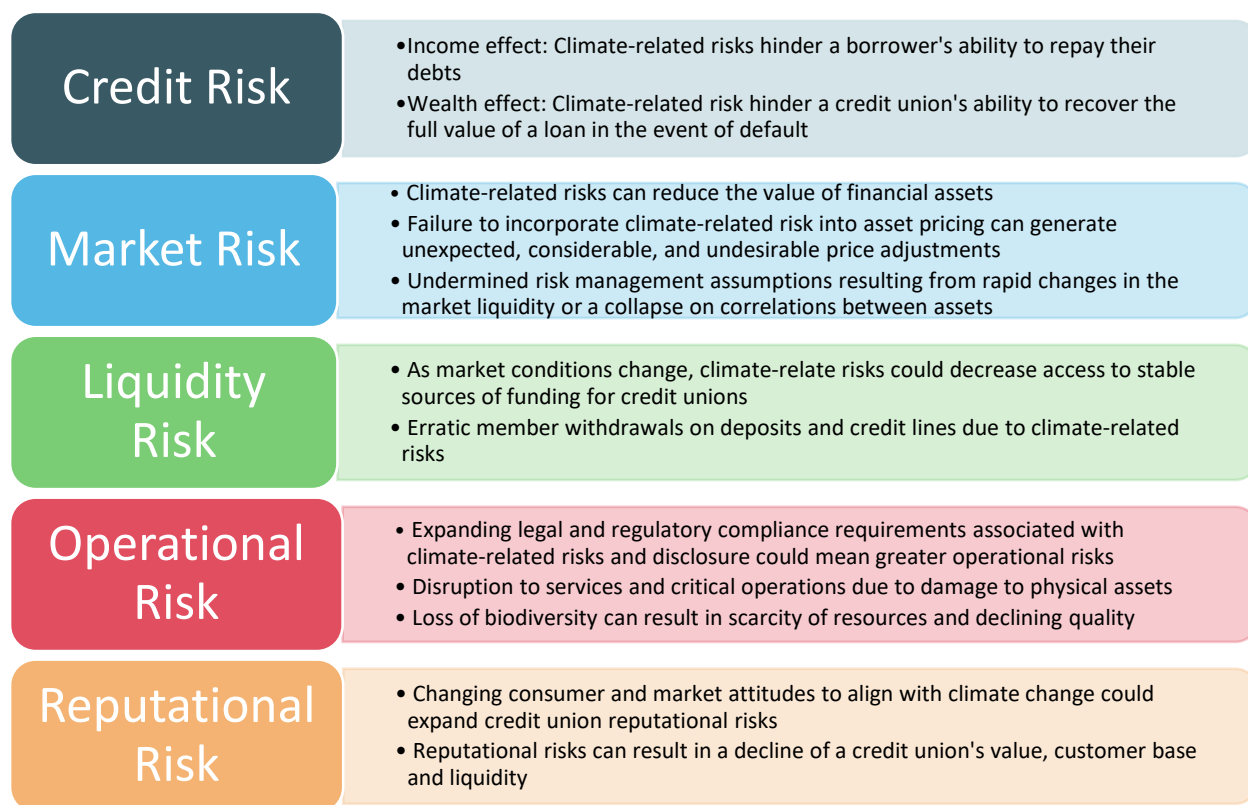 Credit Risk
•Income effect: Climate-related risks hinder a borrower's ability to repay their
debts
•Wealth effect: Climate-related risk hinder a credit union's ability to recover the
full value of a loan in the event of default
Market Risk
• Climate-related risks can reduce the value of financial assets
• Failure to incorporate climate-related risk into asset pricing can generate
unexpected, considerable, and undesirable price adjustments
• Undermined risk management assumptions resulting from rapid changes in the
market liquidity or a collapse on correlations between assets
Liquidity
Risk
• As market conditions change, climate-relate risks could decrease access to stable
sources of funding for credit unions
• Erratic member withdrawals on deposits and credit lines due to climate-related
risks
Operational
Risk
• Expanding legal and regulatory compliance requirements associated with
climate-related risks and disclosure could mean greater operational risks
• Disruption to services and critical operations due to damage to physical assets
• Loss of biodiversity can result in scarcity of resources and declining quality
Reputational
Risk
• Changing consumer and market attitudes to align with climate change could
expand credit union reputational risks
• Reputational risks can result in a decline of a credit union's value, customer base
and liquidity